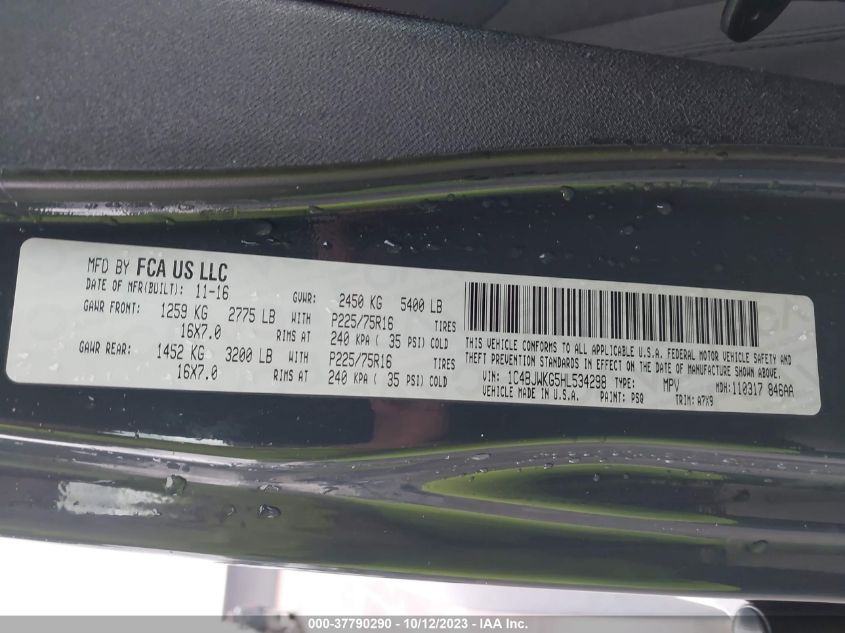 MFD BY FCA US LLC
DATE OF MFR(BUILT): 11-16 GVWR: 2450 KG 5400 LB
GAWR FRONT: 1259 KG 2775 LB WITH P225/75R16 TIRES
16X7.0 RIMS AT 240 KPA ( 35 PSI) COLD
GAWR REAR: 1452 KG 3200 LB WITH P225/75R16 TIRES
16X7.0 RIMS AT 240 KPA ( 35 PSI) COLD
THIS VEHICLE CONFORMS TO ALL APPLICABLE U.S.A. FEDERAL MOTOR VEHICLE SAFETY AND
THEFT PREVENTION STANDARDS IN EFFECT ON THE DATE OF MANUFACTURE SHOWN ABOVE.
VIN: 1C4BJWKG5HL534298 TYPE: MPV MDH: 110317 846AA
VEHICLE MADE IN U.S.A. PAINT: PS0 TRIM: A7X9
000-37790290 - 10/12/2023 - IAA Inc.